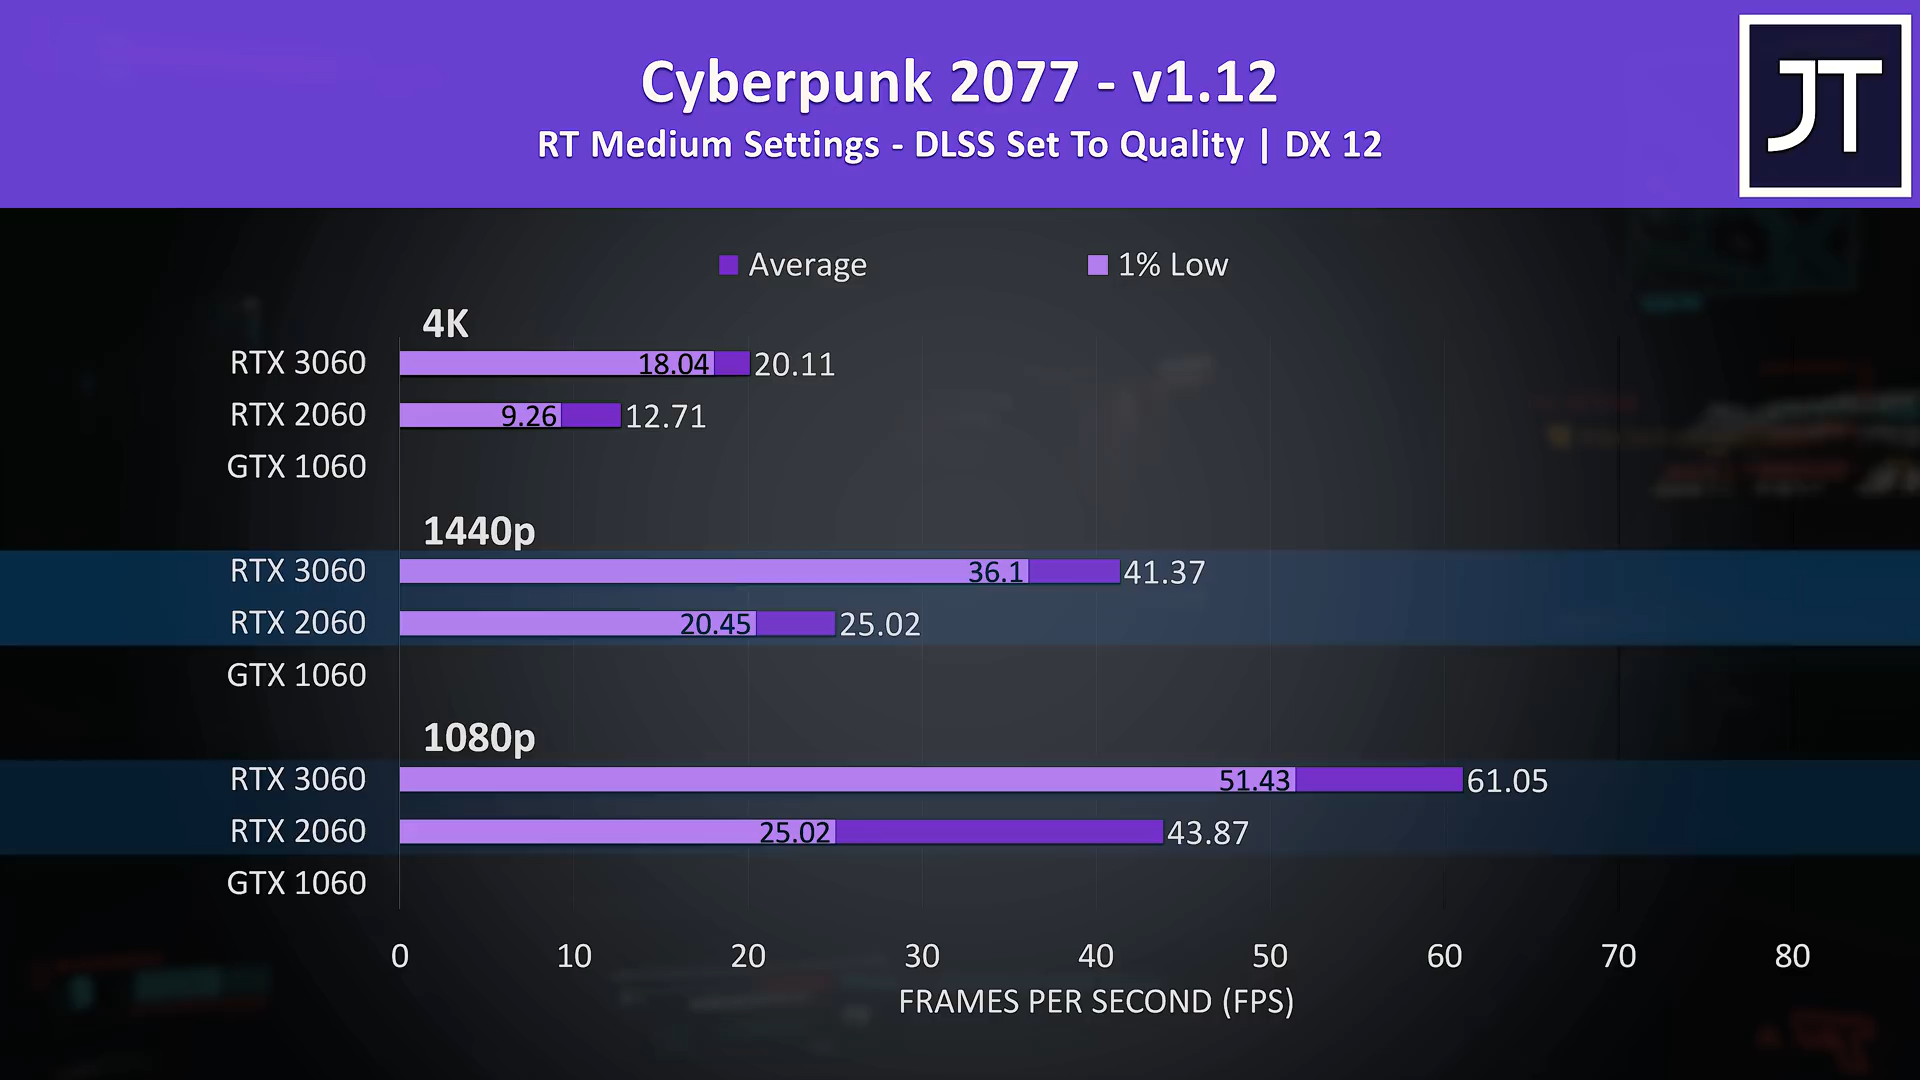 Cyberpunk 2077 - v1.12
JT
RT Medium Settings - DLSS Set To Quality | DX 12
Average 1% Low
4K
RTX 3060 18.04 20.11
RTX 2060 9.26 12.71
GTX 1060
1440p
RTX 3060 36.1 41.37
RTX 2060 20.45 25.02
GTX 1060
1080p
RTX 3060 51.43 61.05
RTX 2060 25.02 43.87
GTX 1060
0 10 20 30 40 50 60 70 80
FRAMES PER SECOND (FPS)